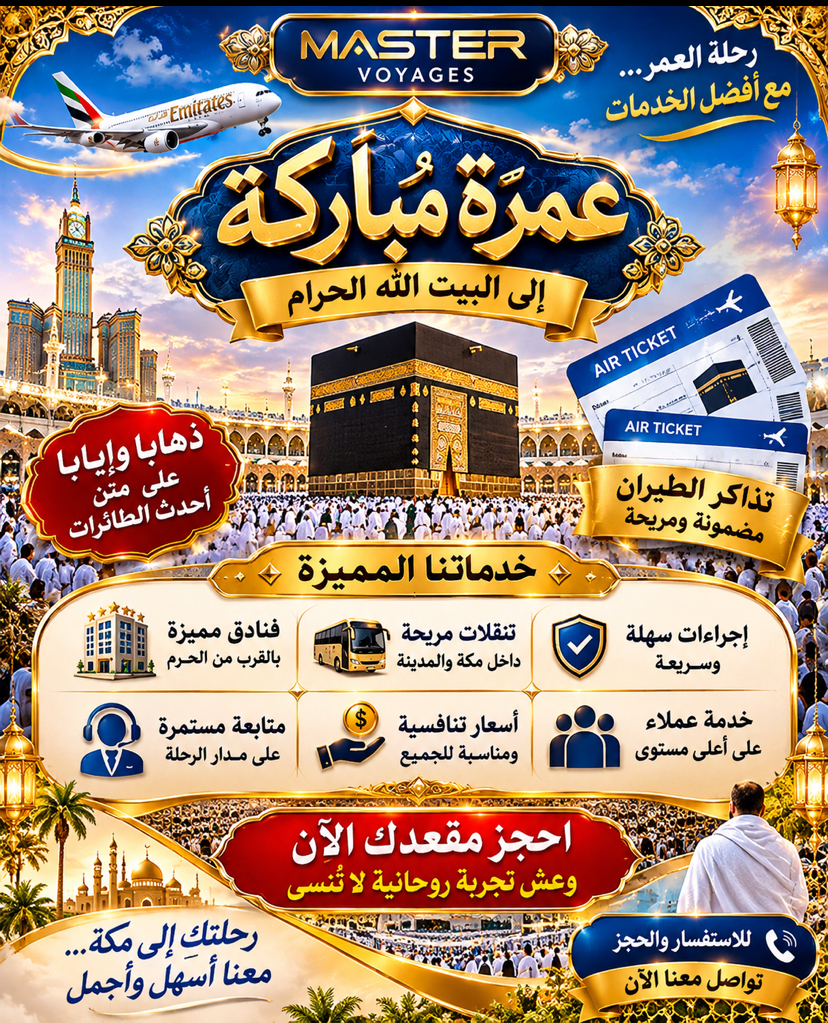 MASTER
VOYAGES
رحلة العمر...
مع أفضل الخدمات
Emirates
عمرَة مُبَاركة
إلى البيت الله الحرام
AIR TICKET
AIR TICKET
ذهابا وإيابا
على متن
أحدث الطائرات
تذاكر الطيران
مضمونة ومريحة
خدماتنا المميزة
إجراءات سهلة
وسريعة
تنقلات مريحة
داخل مكة والمدينة
فنادق مميزة
بالقرب من الحرم
خدمة عملاء
على أعلى مستوى
$
أسعار تنافسية
ومناسبة للجميع
متابعة مستمرة
على مدار الرحلة
احجز مقعدك الآن
وعش تجربة روحانية لا تُنسى
رحلتكِ إلى مكة...
معنا أسهل وأجمل
للاستفسار والحجز
تواصل معنا الآن